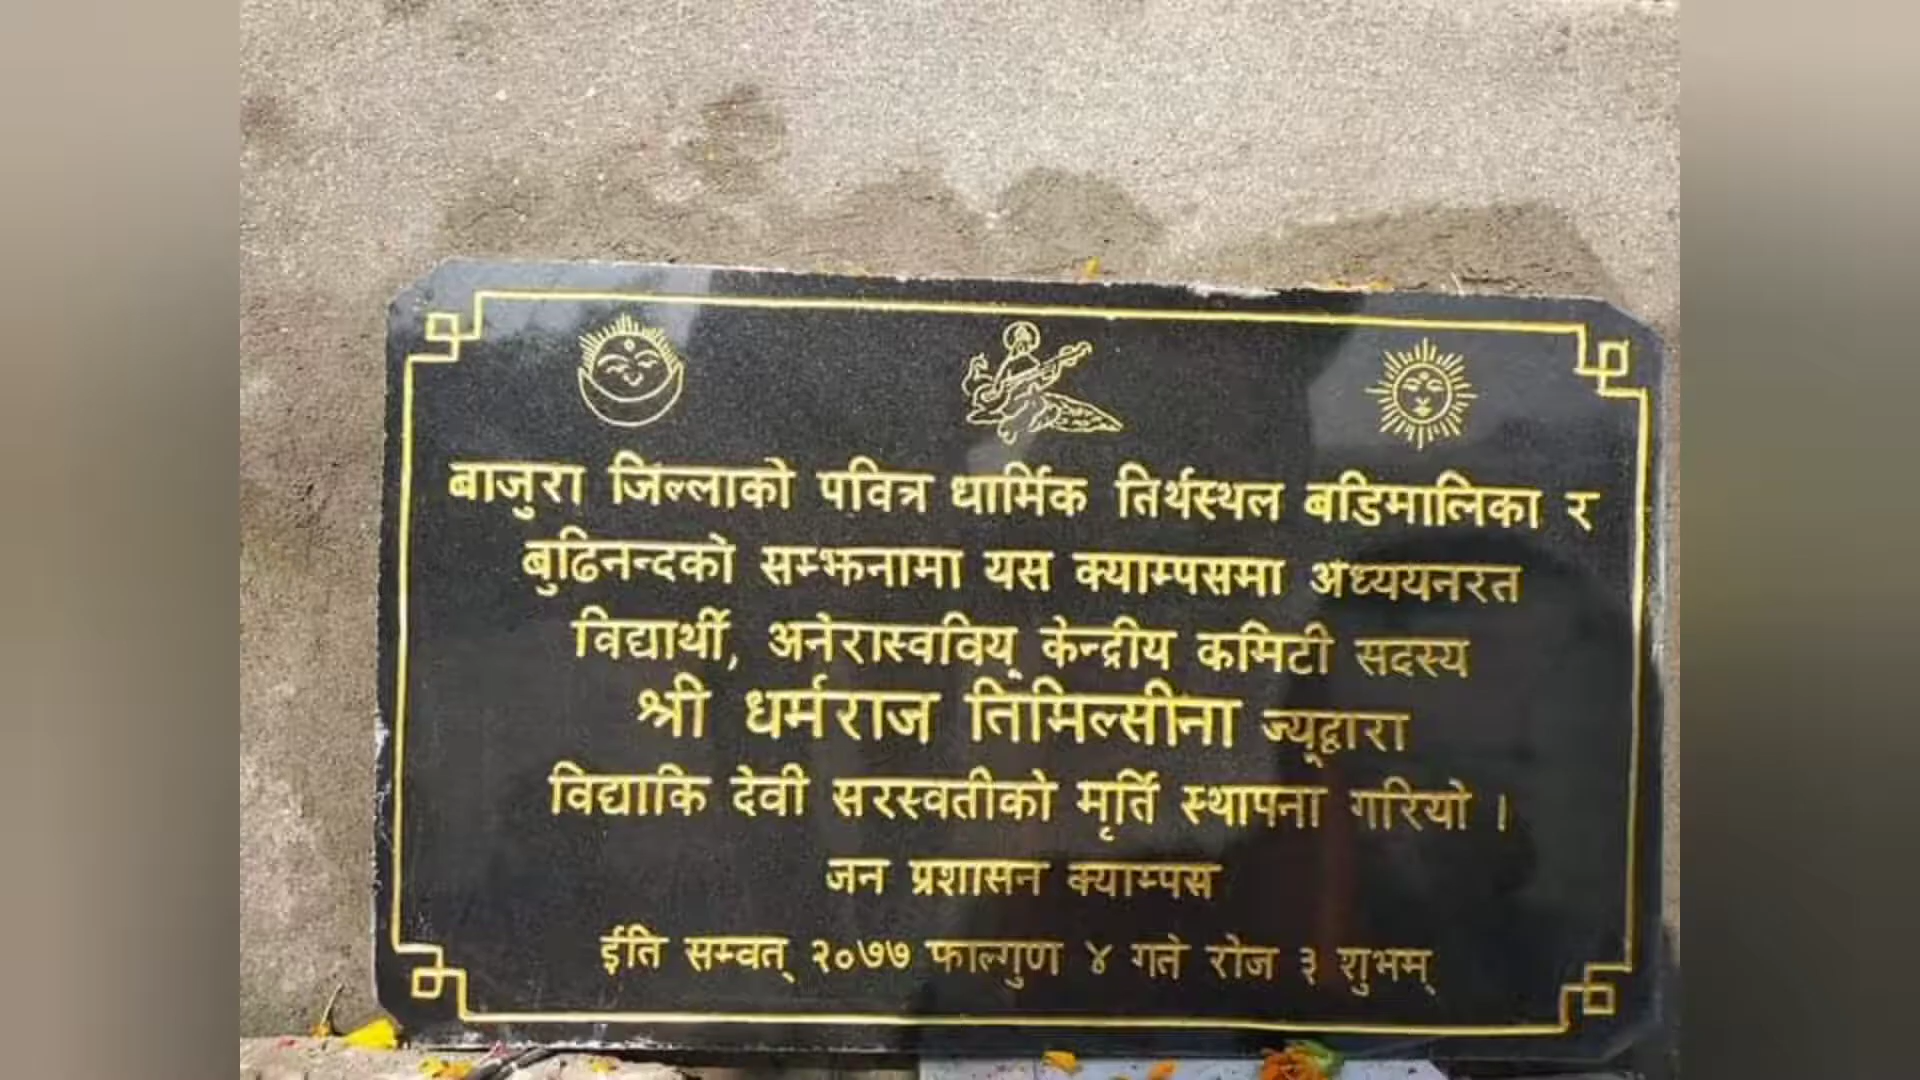 बाजुरा जिल्लाको पवित्र धार्मिक तिर्थस्थल बडिमालिका र
बुढिनन्दको सम्झनामा यस क्याम्पसमा अध्ययनरत
विद्यार्थी, अनेरास्ववियू केन्द्रीय कमिटी सदस्य
श्री धर्मराज तिमिल्सीना ज्यूद्वारा
विद्याकि देवी सरस्वतीको मूर्ति स्थापना गरियो ।
जन प्रशासन क्याम्पस
ईति सम्वत् २०७७ फाल्गुण ४ गते रोज ३ शुभम्